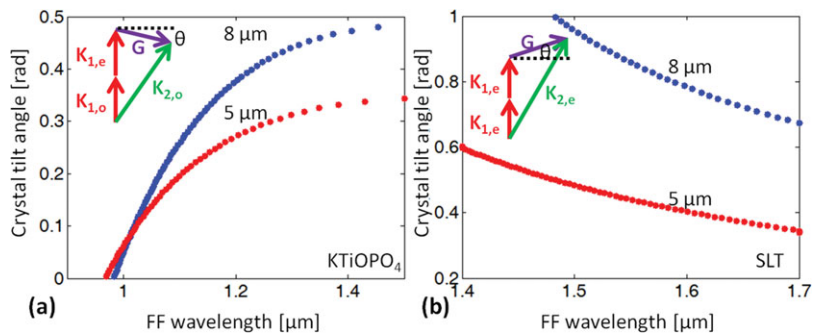 Crystal tilt angle [rad]
0.5
0.4
0.3
0.2
0.1
0
1
1.2
1.4
FF wavelength [µm]
(a)
K1,e
K1,o
G
θ
K2,o
8 µm
5 µm
KTiOPO4
Crystal tilt angle [rad]
1
0.8
0.6
0.4
0.2
1.4
1.5
1.6
1.7
FF wavelength [µm]
(b)
G
θ
K1,e
K1,e
K2,e
8 µm
5 µm
SLT